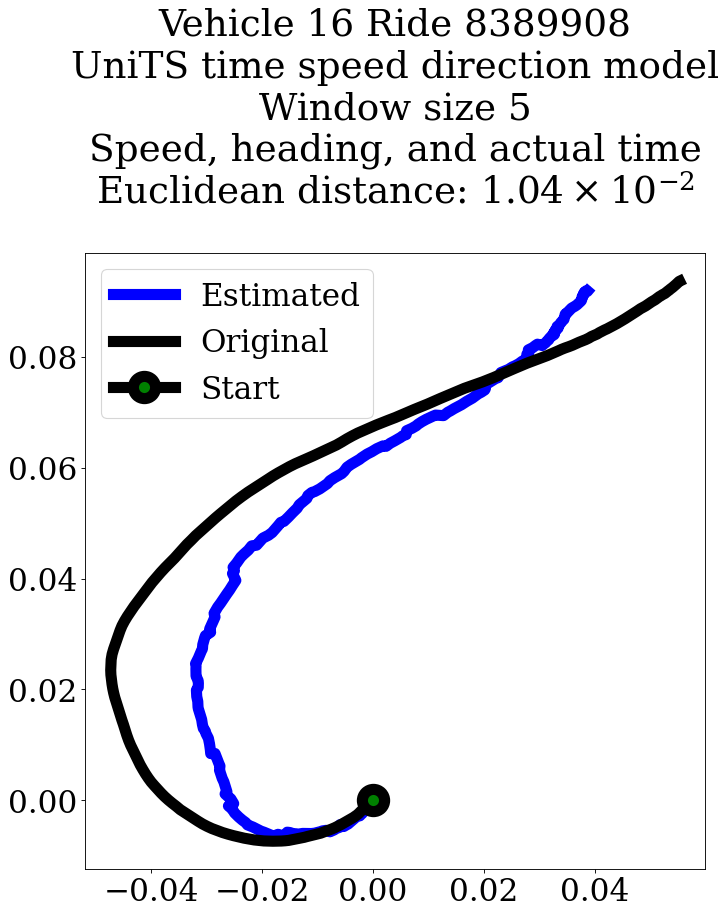 Vehicle 16 Ride 8389908
UniTS time speed direction model
Window size 5
Speed, heading, and actual time
Euclidean distance: 1.04 × 10⁻²
Estimated
Original
Start
0.08
0.06
0.04
0.02
0.00
−0.04 −0.02 0.00 0.02 0.04